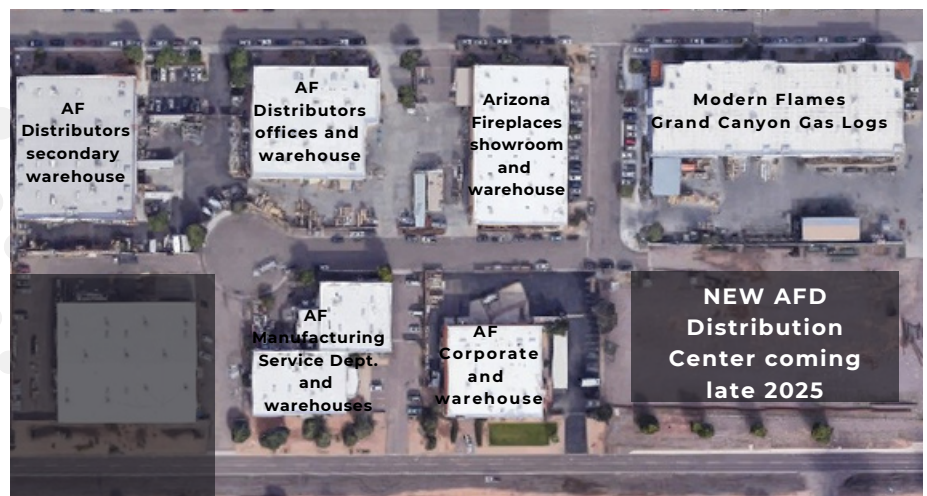 AF
Distributors
secondary
warehouse
AF
Distributors
offices and
warehouse
Arizona
Fireplaces
showroom
and
warehouse
Modern Flames
Grand Canyon Gas Logs
AF
Manufacturing
Service Dept.
and
warehouses
AF
Corporate
and
warehouse
NEW AFD
Distribution
Center coming
late 2025